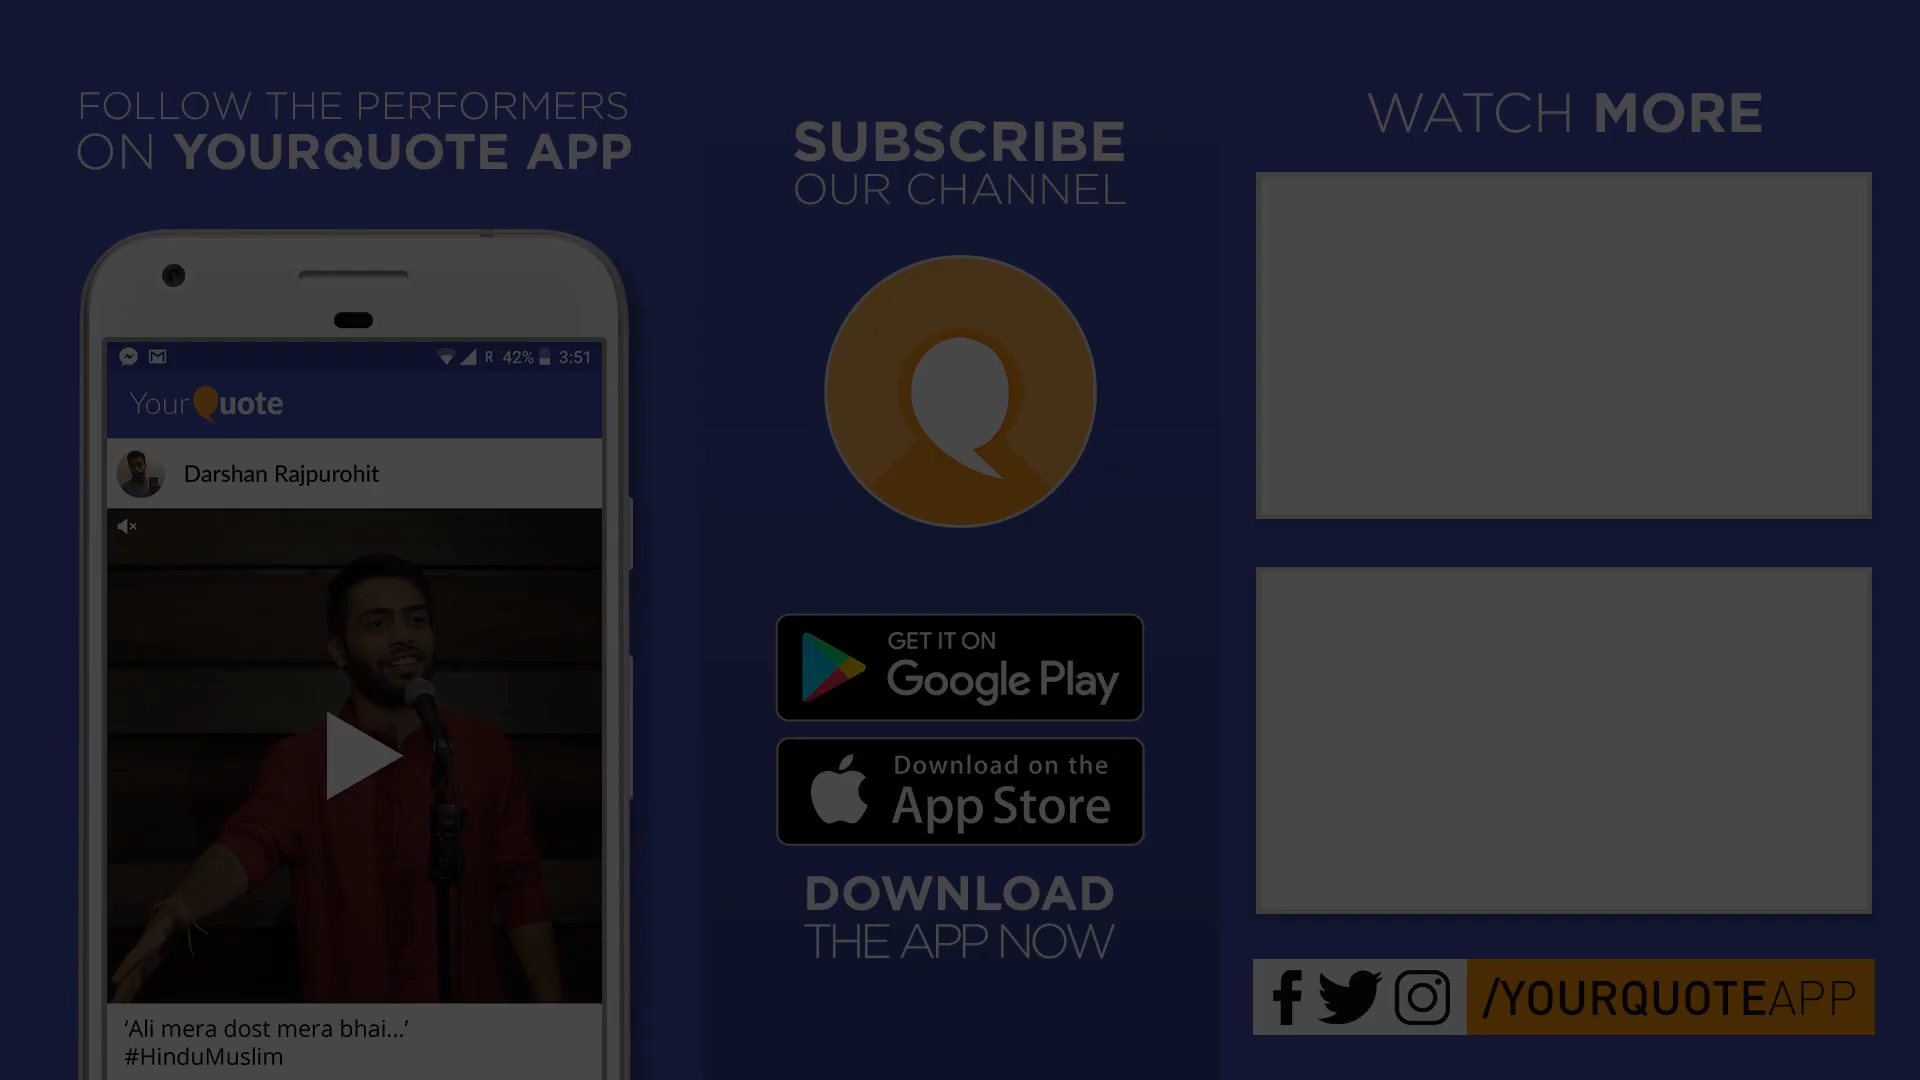 FOLLOW THE PERFORMERS
ON YOURQUOTE APP
R 42% 3:51
YourQuote
Darshan Rajpurohit
‘Ali mera dost mera bhai...’
#HinduMuslim
SUBSCRIBE
OUR CHANNEL
GET IT ON
Google Play
Download on the
App Store
DOWNLOAD
THE APP NOW
WATCH MORE
/YOURQUOTEAPP